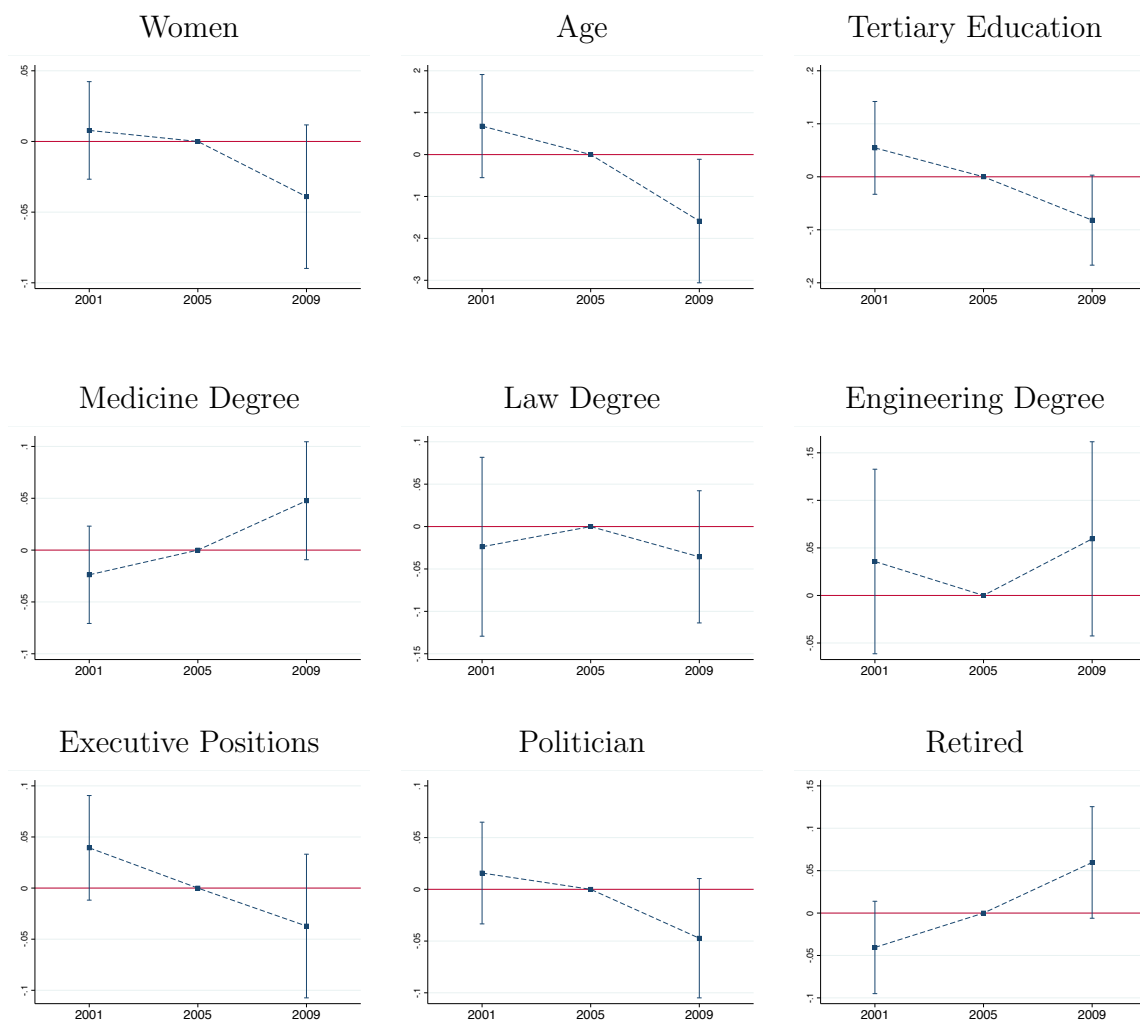 Women Age Tertiary Education
.05 0 -.05 -.1
2001 2005 2009
2 1 0 -1 -2 -3
2001 2005 2009
.2 .1 0 -.1 -.2
2001 2005 2009
Medicine Degree Law Degree Engineering Degree
.1 .05 0 -.05 -.1
2001 2005 2009
.1 .05 0 -.05 -.1 -.15
2001 2005 2009
.15 .1 .05 0 -.05
2001 2005 2009
Executive Positions Politician Retired
.1 .05 0 -.05 -.1
2001 2005 2009
.1 .05 0 -.05 -.1
2001 2005 2009
.15 .1 .05 0 -.05 -.1
2001 2005 2009